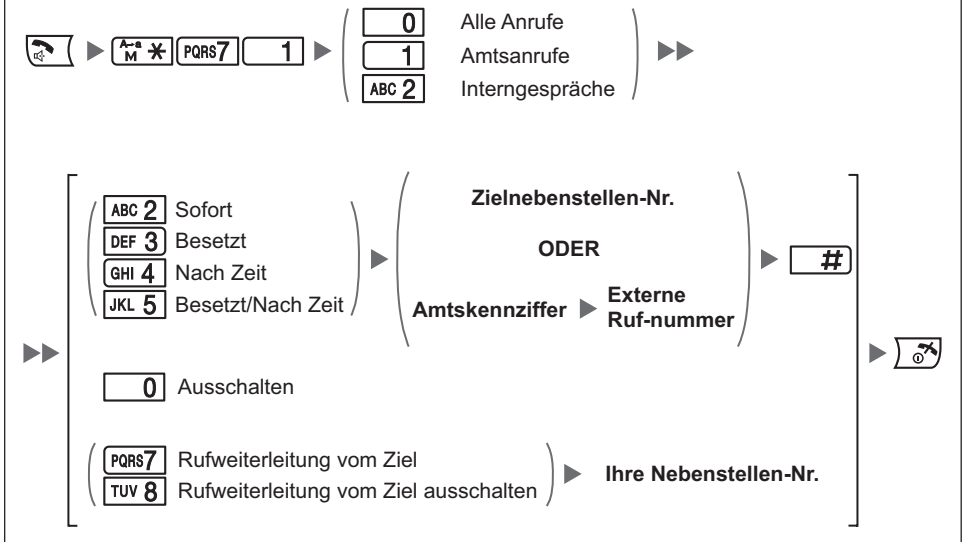 0 Alle Anrufe
A→a M * PQRS7 1
1 Amtsanrufe
ABC 2 Interngespräche
ABC 2 Sofort
DEF 3 Besetzt
GHI 4 Nach Zeit
JKL 5 Besetzt/Nach Zeit
Zielnebenstellen-Nr.
ODER
Amtskennziffer
Externe
Ruf-nummer
#
0 Ausschalten
PQRS7 Rufweiterleitung vom Ziel
TUV 8 Rufweiterleitung vom Ziel ausschalten
Ihre Nebenstellen-Nr.